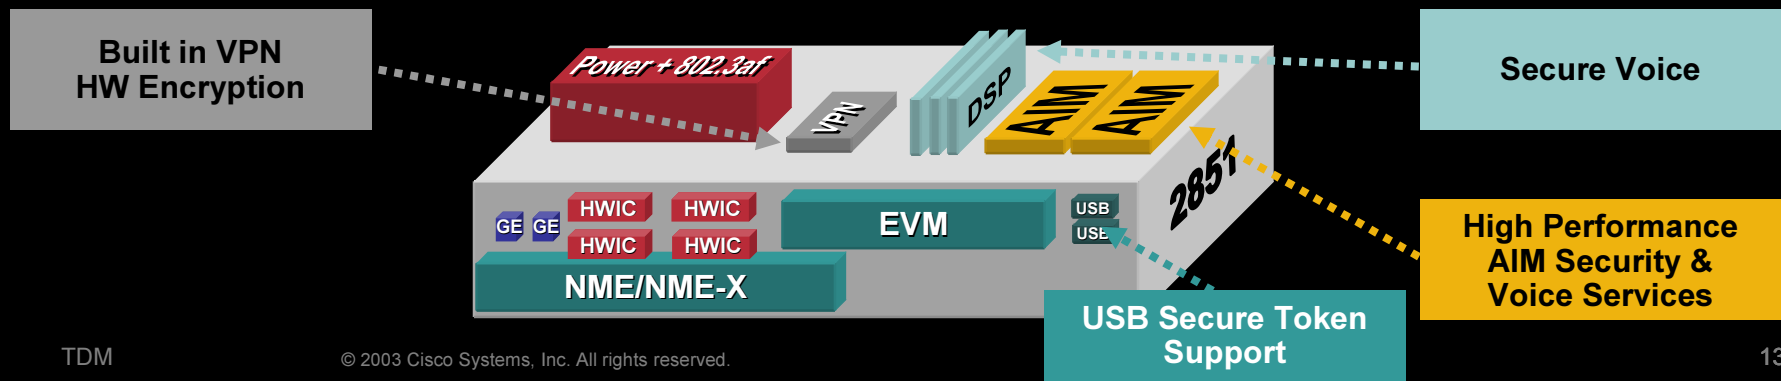 Built in VPN
HW Encryption
Power + 802.3af
VPN
DSP
AIM
AIM
2851
Secure Voice
GE
GE
HWIC
HWIC
HWIC
HWIC
EVM
USB
USB
NME/NME-X
High Performance
AIM Security &
Voice Services
USB Secure Token
Support
TDM
© 2003 Cisco Systems, Inc. All rights reserved.
13